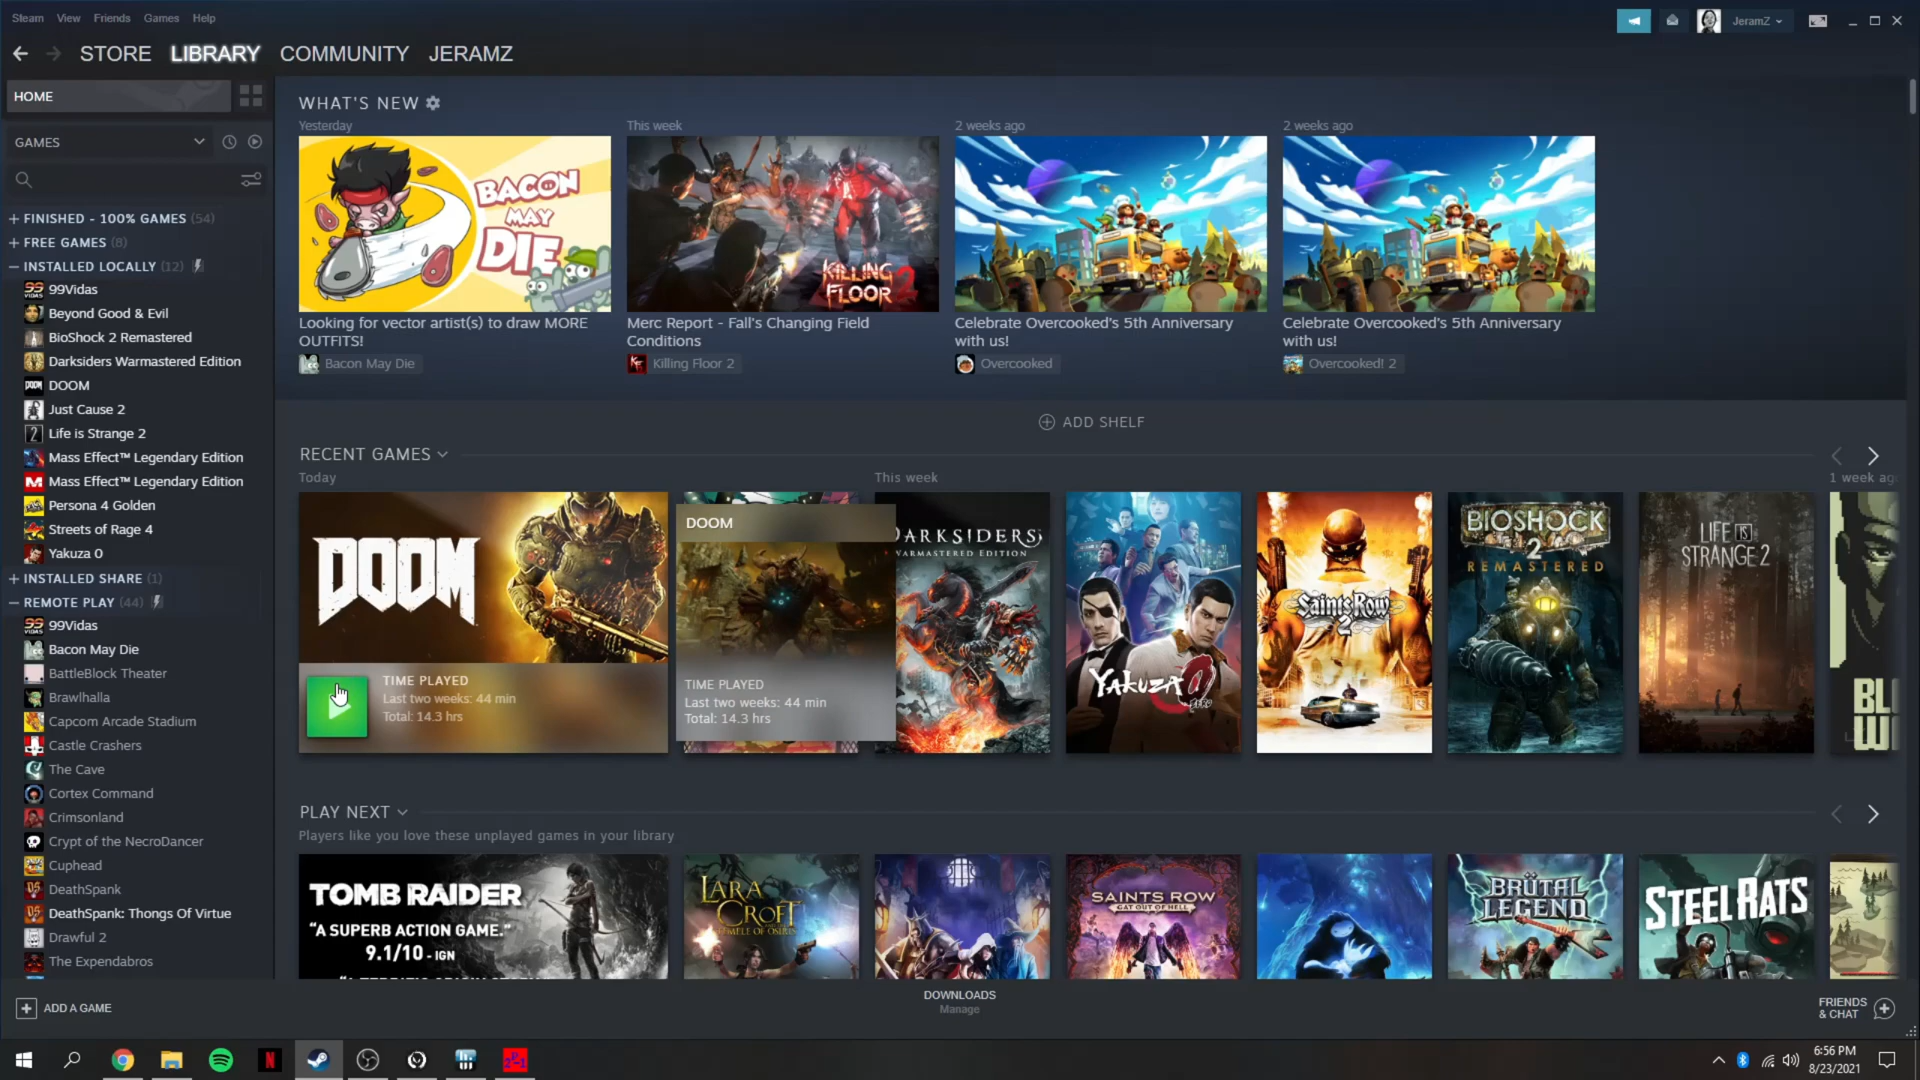 Steam View Friends Games Help
JeramZ
STORE LIBRARY COMMUNITY JERAMZ
HOME
GAMES
FINISHED - 100% GAMES (54)
FREE GAMES (8)
INSTALLED LOCALLY (12)
99Vidas
Beyond Good & Evil
BioShock 2 Remastered
Darksiders Warmastered Edition
DOOM
Just Cause 2
Life is Strange 2
Mass Effect™ Legendary Edition
Mass Effect™ Legendary Edition
Persona 4 Golden
Streets of Rage 4
Yakuza 0
INSTALLED SHARE (1)
REMOTE PLAY (44)
99Vidas
Bacon May Die
BattleBlock Theater
Brawlhalla
Capcom Arcade Stadium
Castle Crashers
The Cave
Cortex Command
Crimsonland
Crypt of the NecroDancer
Cuphead
DeathSpank
DeathSpank: Thongs Of Virtue
Drawful 2
The Expendabros
WHAT'S NEW
Yesterday
BACON
MAY
DIE
Looking for vector artist(s) to draw MORE
OUTFITS!
Bacon May Die
This week
KILLING
FLOOR 2
Merc Report - Fall's Changing Field
Conditions
Killing Floor 2
2 weeks ago
Celebrate Overcooked's 5th Anniversary
with us!
Overcooked
2 weeks ago
Celebrate Overcooked's 5th Anniversary
with us!
Overcooked! 2
ADD SHELF
RECENT GAMES
Today
This week
1 week ag
DOOM
TIME PLAYED
Last two weeks: 44 min
Total: 14.3 hrs
DOOM
TIME PLAYED
Last two weeks: 44 min
Total: 14.3 hrs
DARKSIDERS
WARMASTERED EDITION
YAKUZA 0
Saints Row
2
BIOSHOCK
2
REMASTERED
LIFE IS
STRANGE 2
PLAY NEXT
Players like you love these unplayed games in your library
TOMB RAIDER
"A SUPERB ACTION GAME."
9.1/10 - IGN
LARA
CROFT
TEMPLE OF OSIRIS
SAINTS ROW
GAT OUT OF HELL
BRÜTAL
LEGEND
STEEL RATS
ADD A GAME
DOWNLOADS
Manage
FRIENDS
& CHAT
6:56 PM
8/23/2021